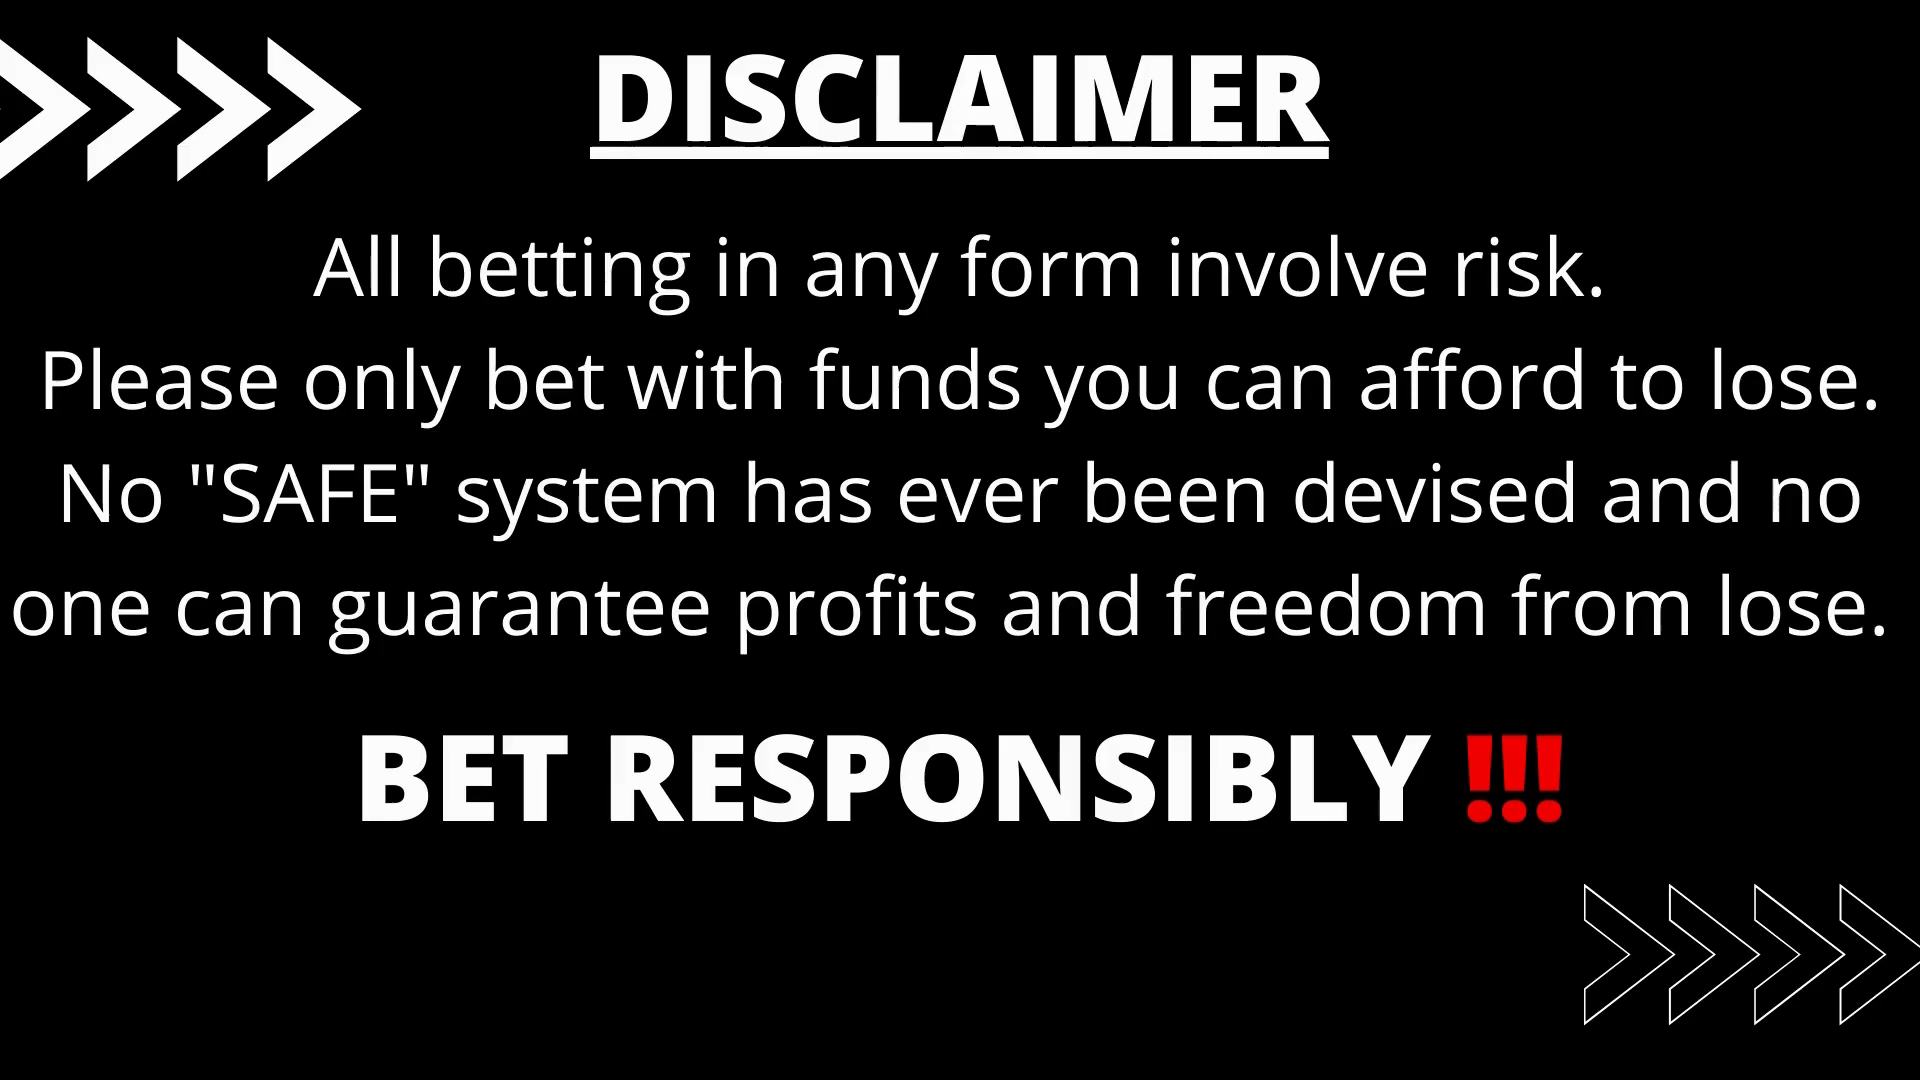 DISCLAIMER
All betting in any form involve risk.
Please only bet with funds you can afford to lose.
No "SAFE" system has ever been devised and no
one can guarantee profits and freedom from lose.
BET RESPONSIBLY !!!